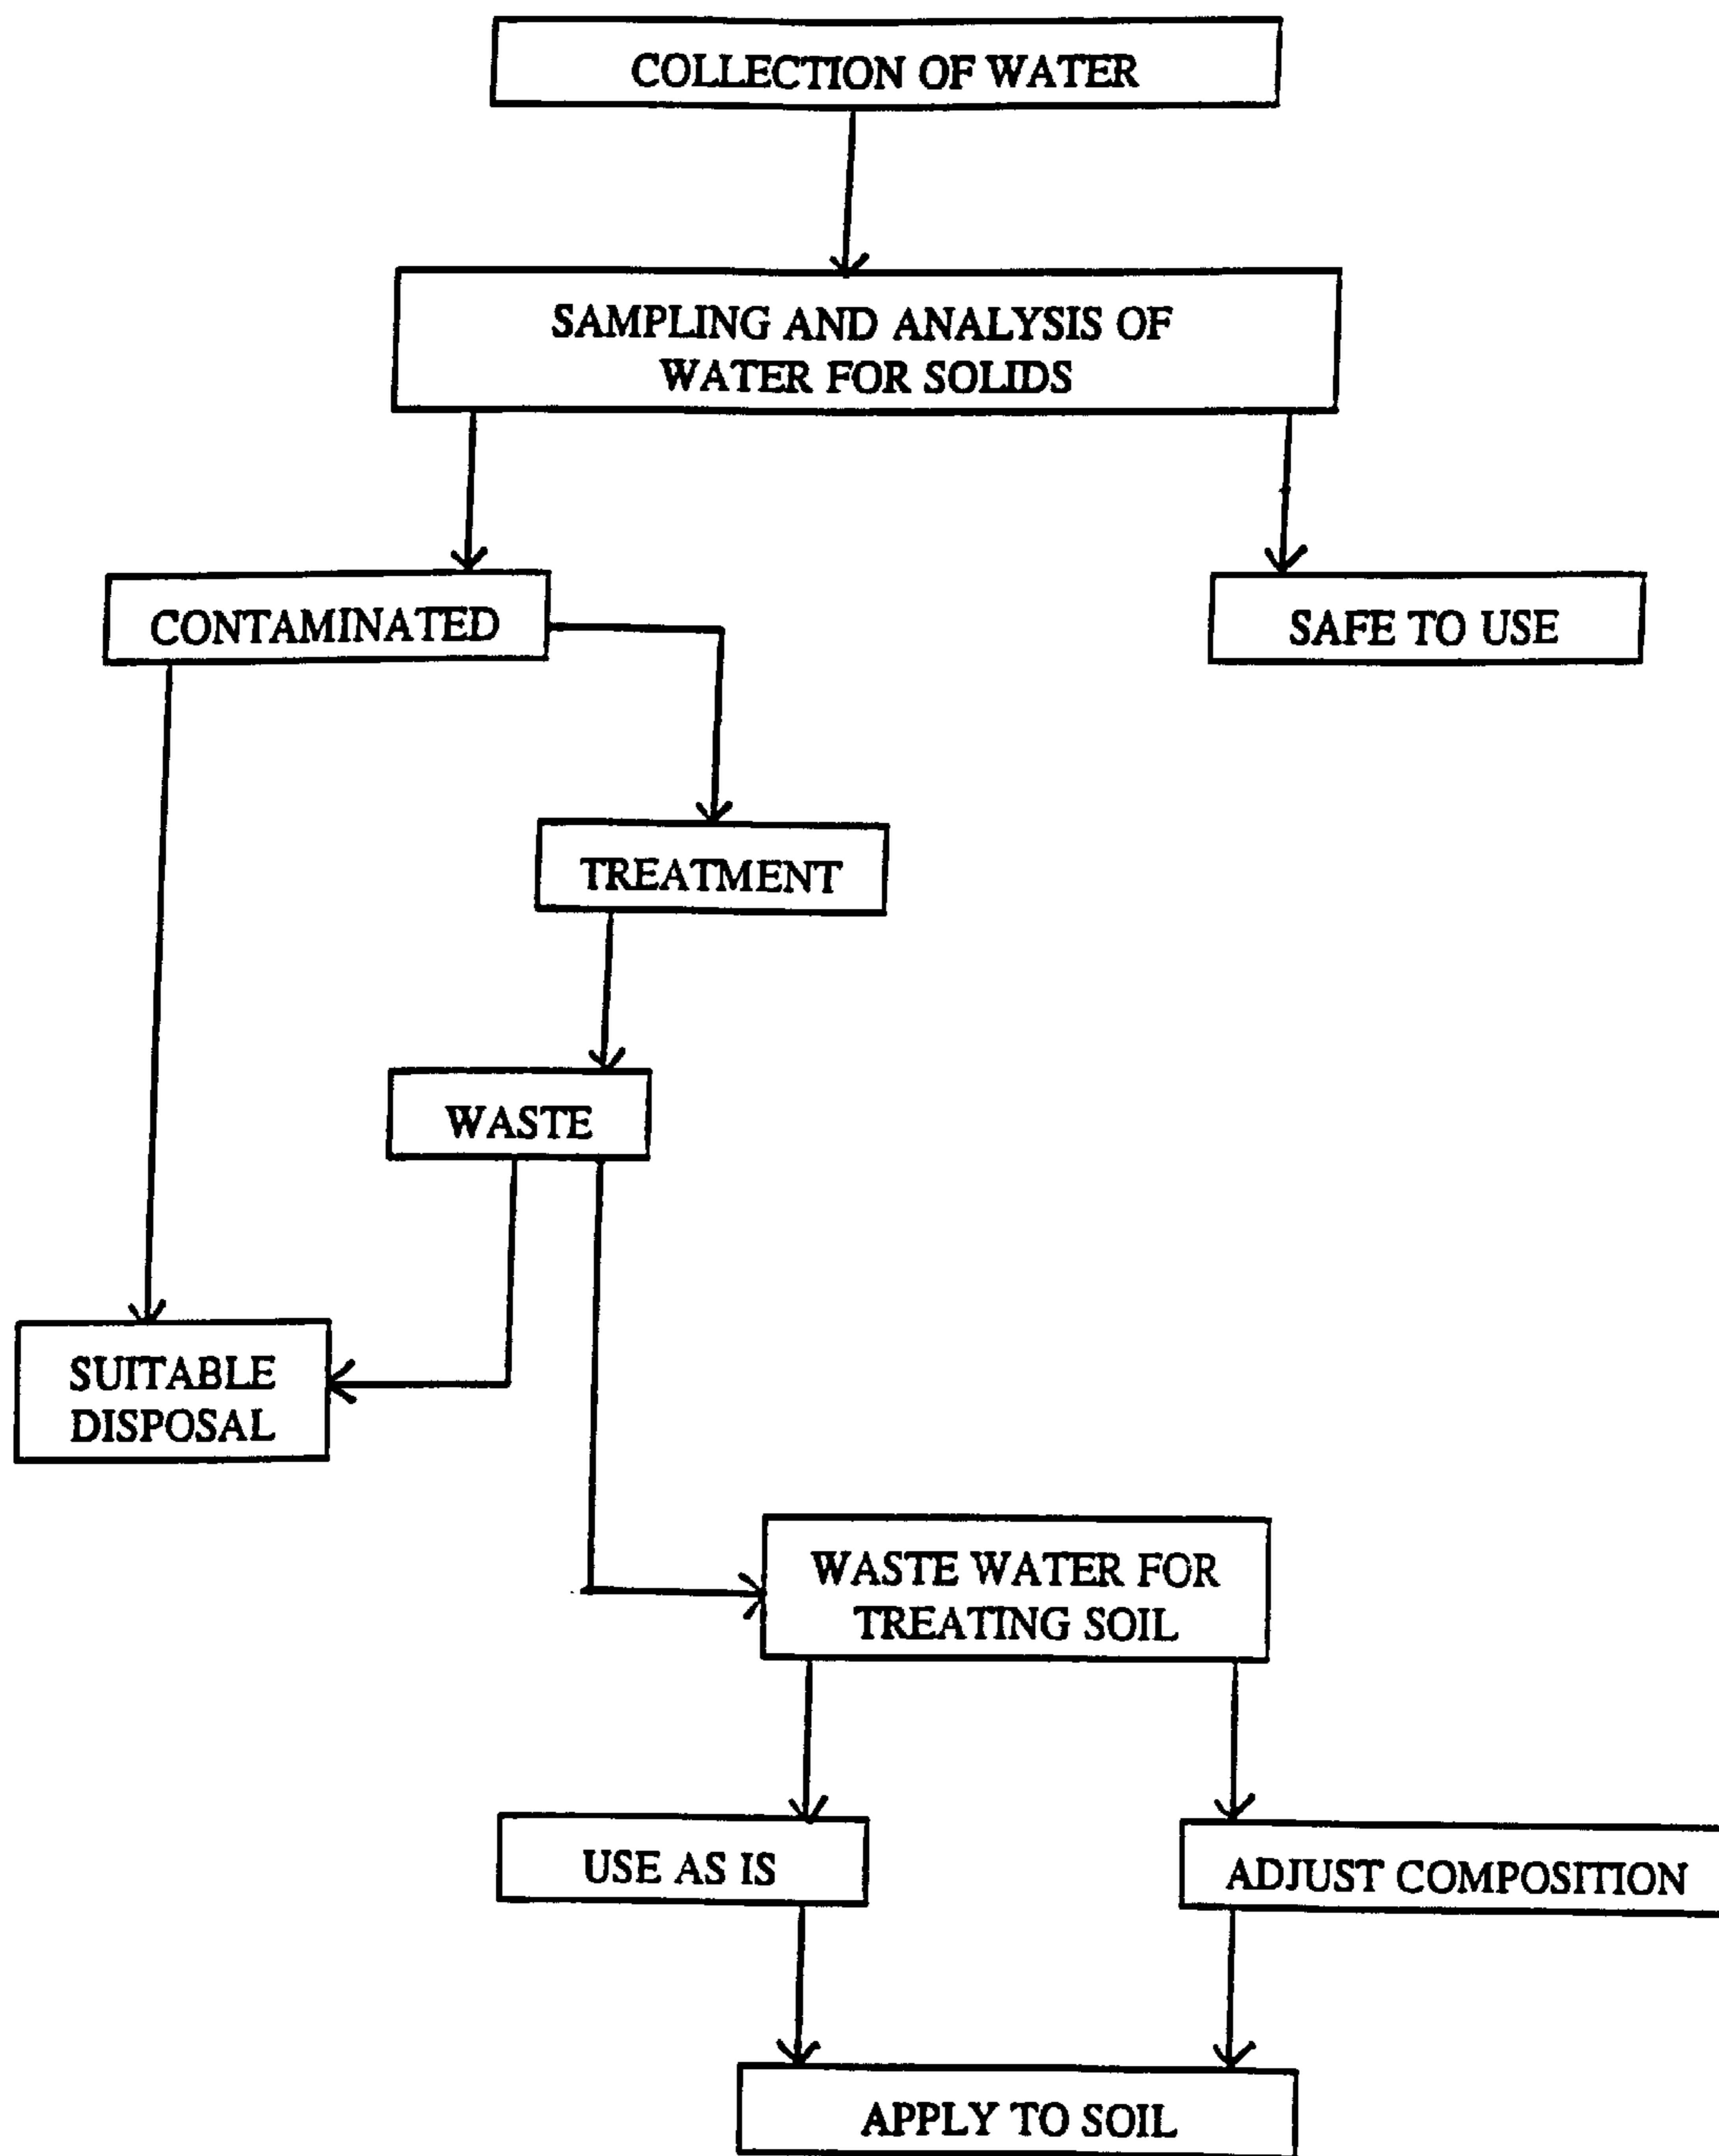 COLLECTION OF WATER
SAMPLING AND ANALYSIS OF
WATER FOR SOLIDS
CONTAMINATED
SAFE TO USE
TREATMENT
WASTE
SUITABLE
DISPOSAL
WASTE WATER FOR
TREATING SOIL
USE AS IS
ADJUST COMPOSITION
APPLY TO SOIL